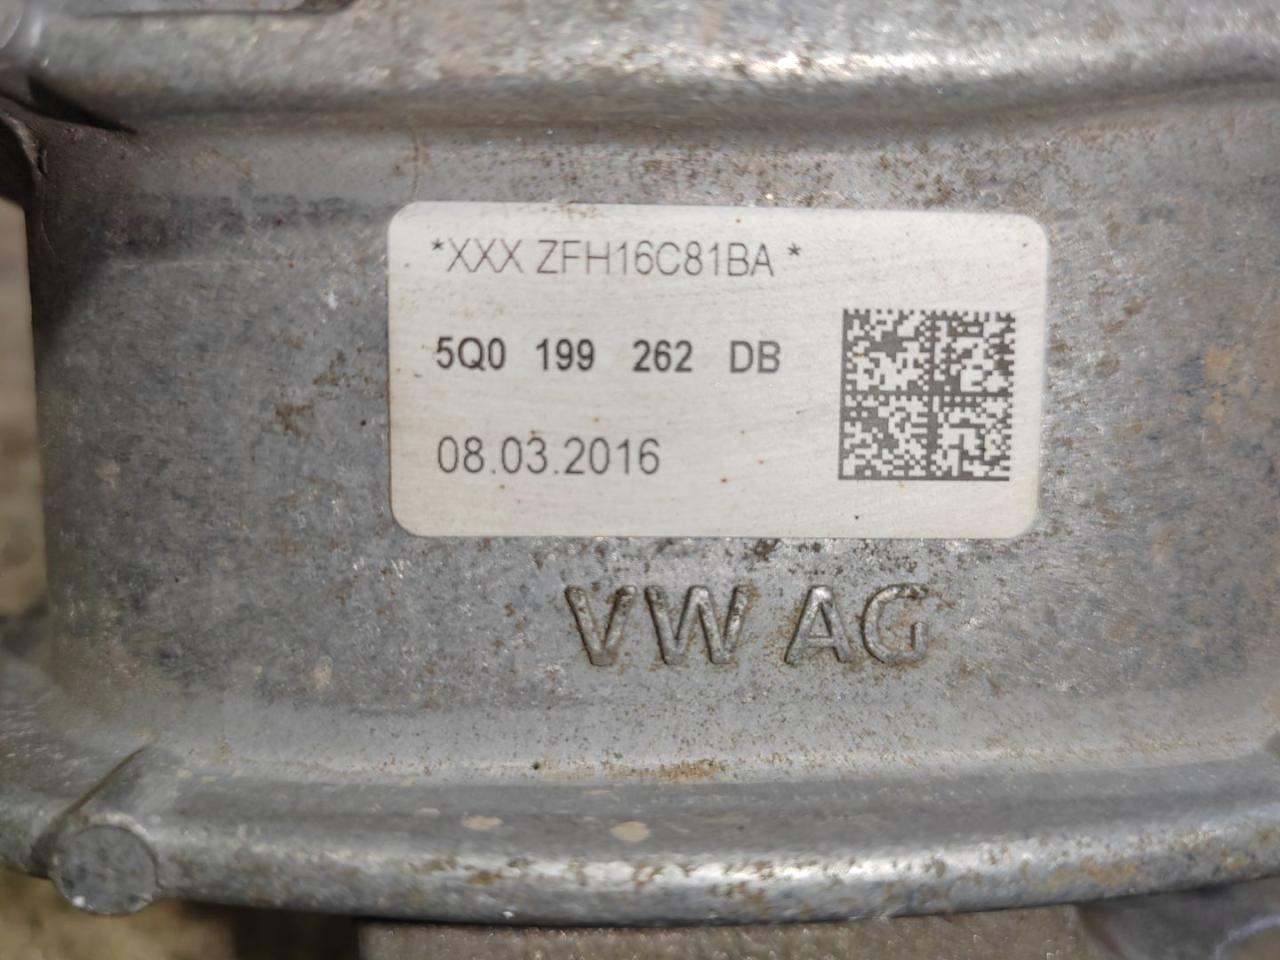 *XXX ZFH16C81BA *
5Q0 199 262 DB
08.03.2016
VW AG